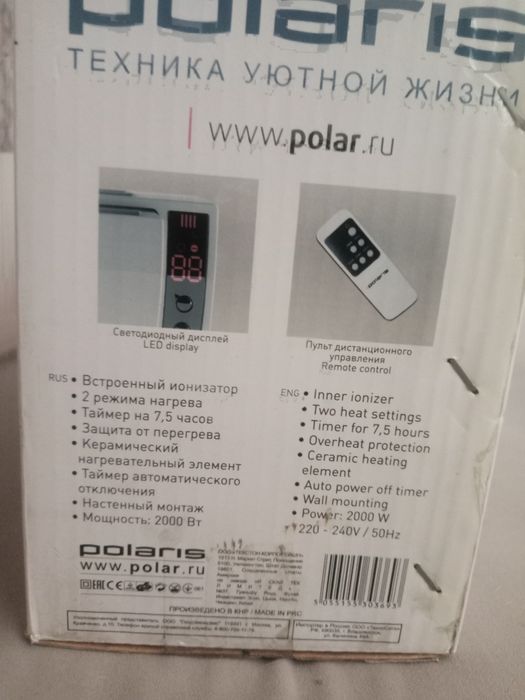 polaris
ТЕХНИКА УЮТНОЙ ЖИЗНИ
www.polar.ru
88
polaris
Светодиодный дисплей
LED display
Пульт дистанционного
управления
Remote control
RUS • Встроенный ионизатор
• 2 режима нагрева
• Таймер на 7,5 часов
• Защита от перегрева
• Керамический
нагревательный элемент
• Таймер автоматического
отключения
• Настенный монтаж
• Мощность: 2000 Вт
ENG • Inner ionizer
• Two heat settings
• Timer for 7,5 hours
• Overheat protection
• Ceramic heating
element
• Auto power off timer
• Wall mounting
• Power: 2000 W
220 - 240V / 50Hz
polaris
www.polar.ru
EAC CE
ПРОИЗВЕДЕНО В КНР / MADE IN PRC